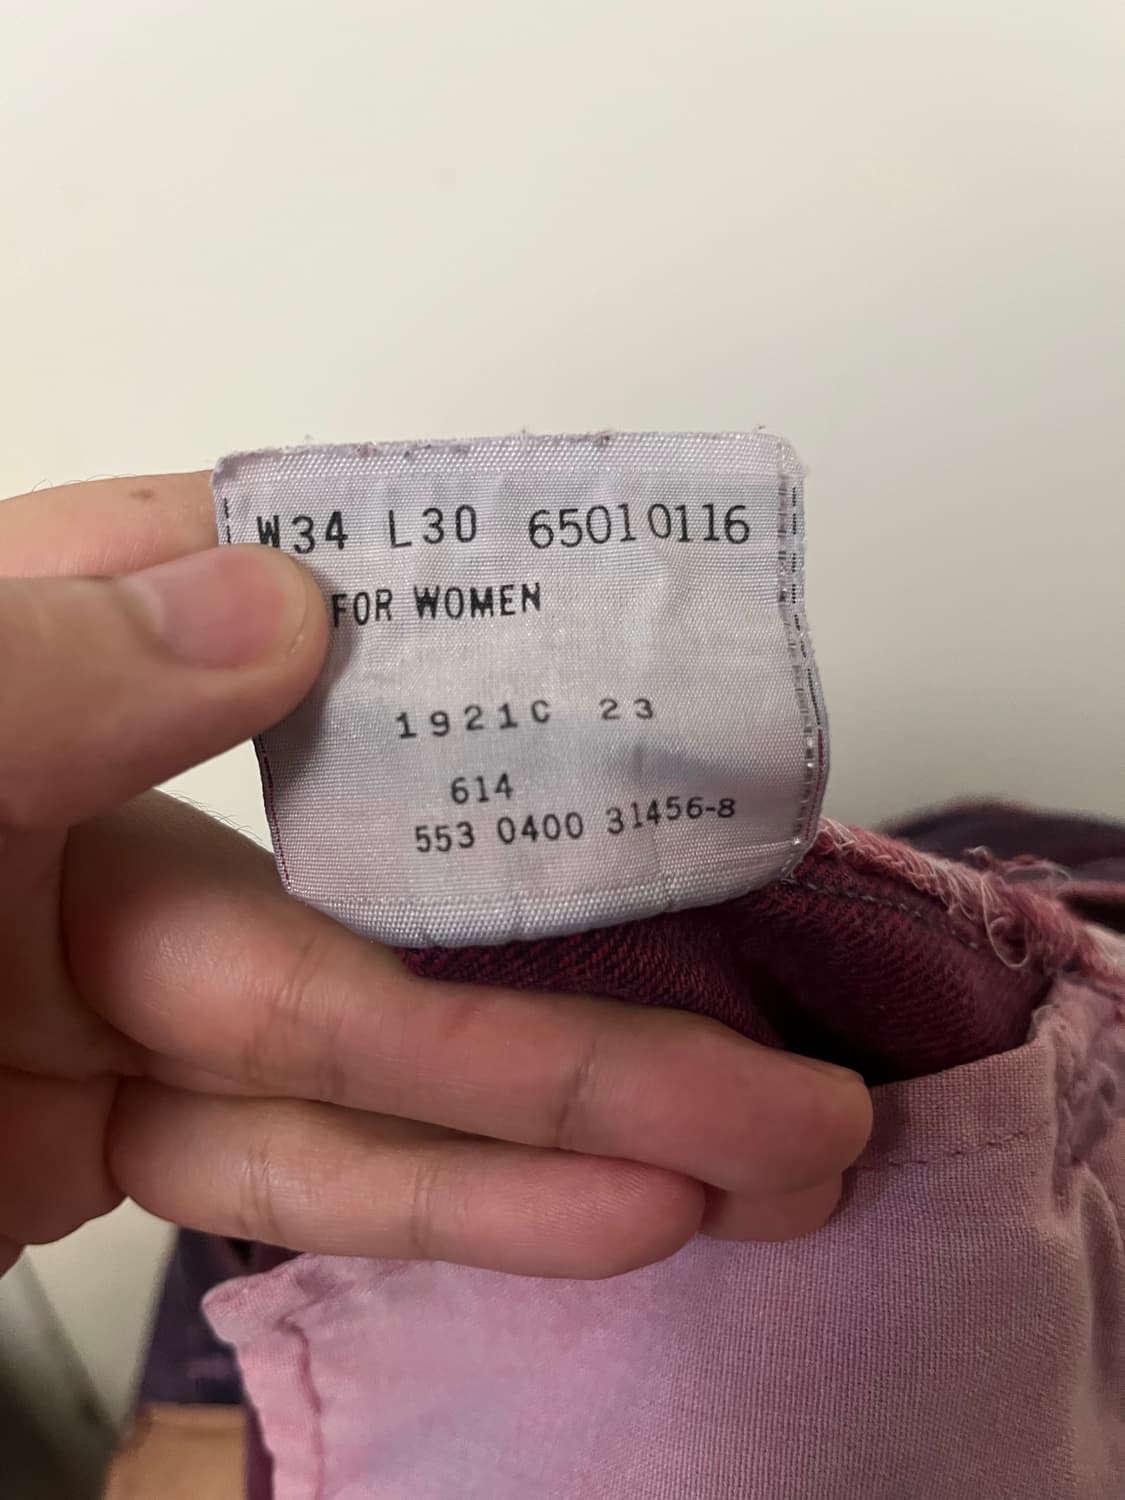 W34 L30 65010116
FOR WOMEN
1921C 23
614
553 0400 31456-8